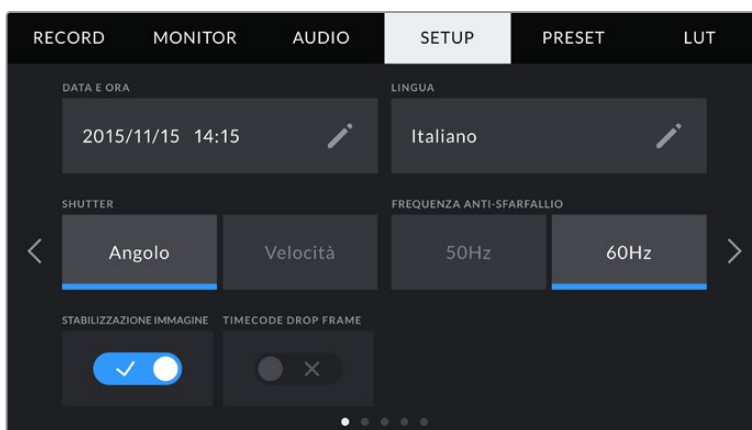 RECORD MONITOR AUDIO SETUP PRESET LUT
DATA E ORA LINGUA
2015/11/15 14:15 Italiano
SHUTTER FREQUENZA ANTI-SFARFALLIO
Angolo Velocità 50Hz 60Hz
STABILIZZAZIONE IMMAGINE TIMECODE DROP FRAME